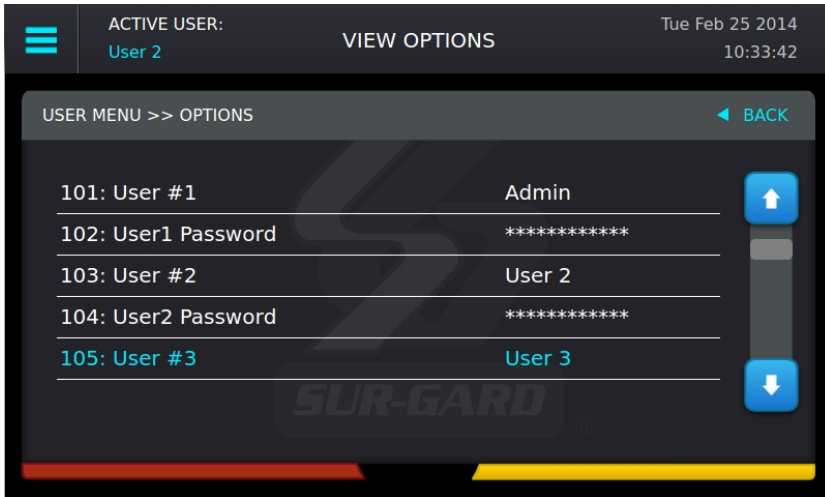 ACTIVE USER:
User 2
VIEW OPTIONS
Tue Feb 25 2014
10:33:42
USER MENU >> OPTIONS
BACK
101: User #1 Admin
102: User1 Password ************
103: User #2 User 2
104: User2 Password ************
105: User #3 User 3
SUR-GARD
®